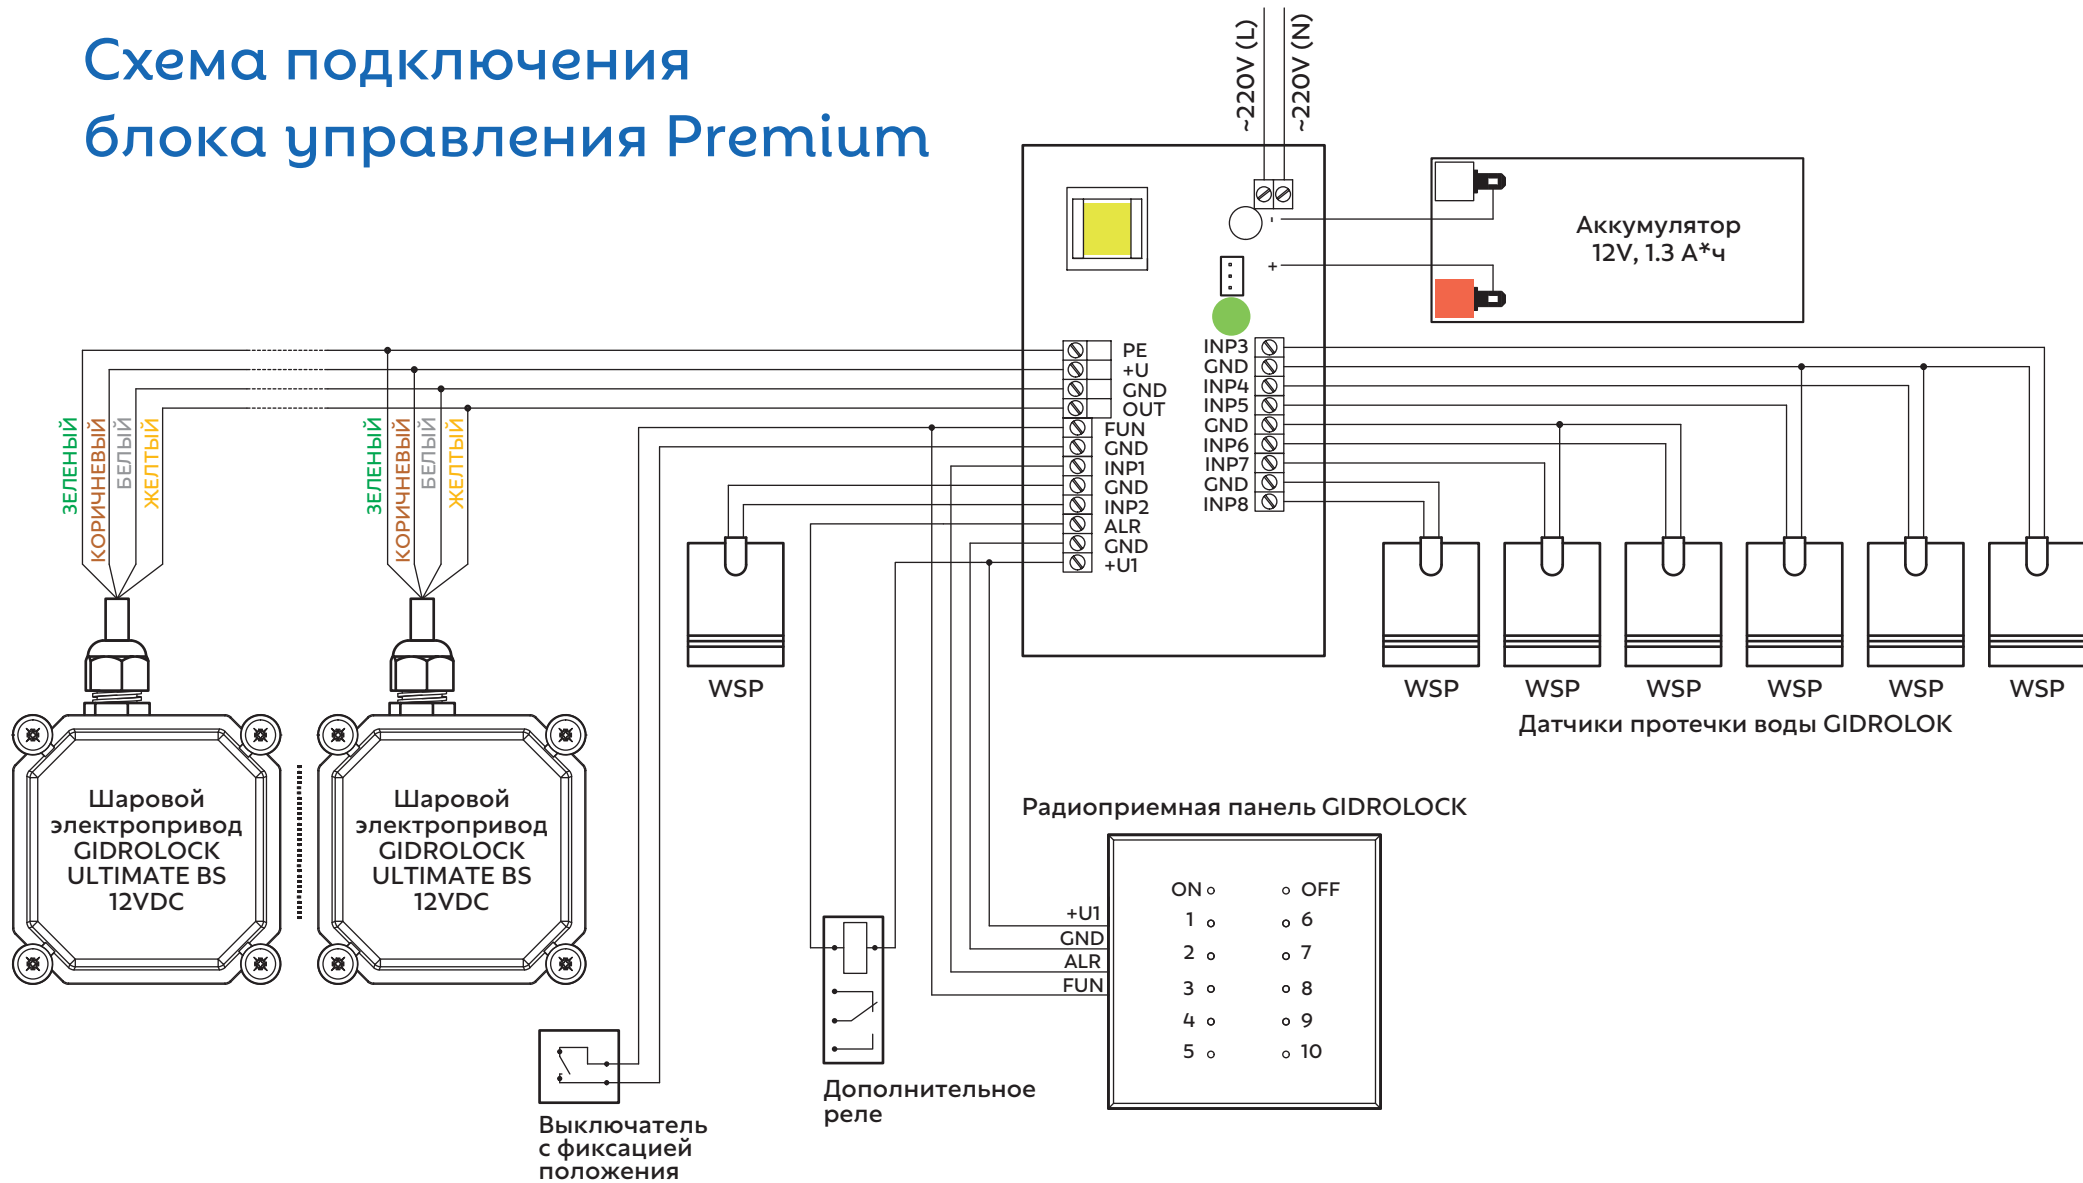 Схема подключения
блока управления Premium
~220V (L)
~220V (N)
Аккумулятор
12V, 1.3 А*ч
-
+
ЗЕЛЕНЫЙ
КОРИЧНЕВЫЙ
БЕЛЫЙ
ЖЕЛТЫЙ
ЗЕЛЕНЫЙ
КОРИЧНЕВЫЙ
БЕЛЫЙ
ЖЕЛТЫЙ
PE
+U
GND
OUT
FUN
GND
INP1
GND
INP2
ALR
GND
+U1
INP3
GND
INP4
INP5
GND
INP6
INP7
GND
INP8
WSP
WSP
WSP
WSP
WSP
WSP
WSP
Датчики протечки воды GIDROLOK
Шаровой
электропривод
GIDROLOCK
ULTIMATE BS
12VDC
Шаровой
электропривод
GIDROLOCK
ULTIMATE BS
12VDC
Радиоприемная панель GIDROLOCK
+U1
GND
ALR
FUN
ON
OFF
1
6
2
7
3
8
4
9
5
10
Дополнительное
реле
Выключатель
с фиксацией
положения